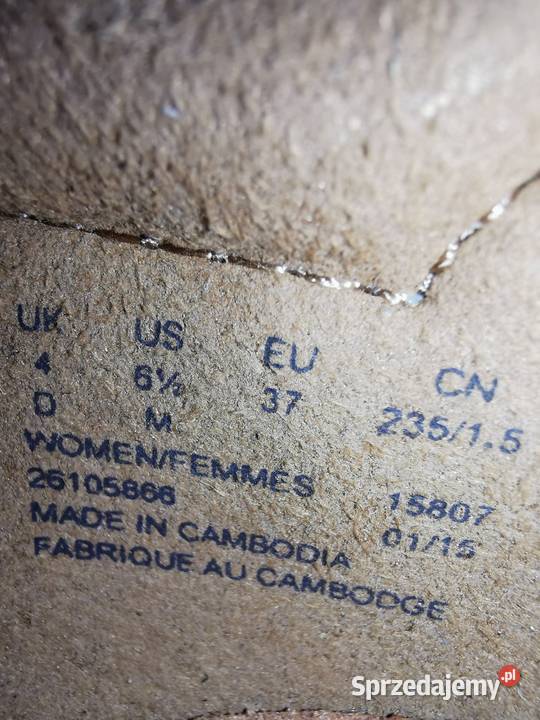 UK US EU CN
4 6½ 37 235/1.5
D M
WOMEN/FEMMES
26105866 15807
MADE IN CAMBODIA 01/15
FABRIQUE AU CAMBODGE
Sprzedajemy.pl